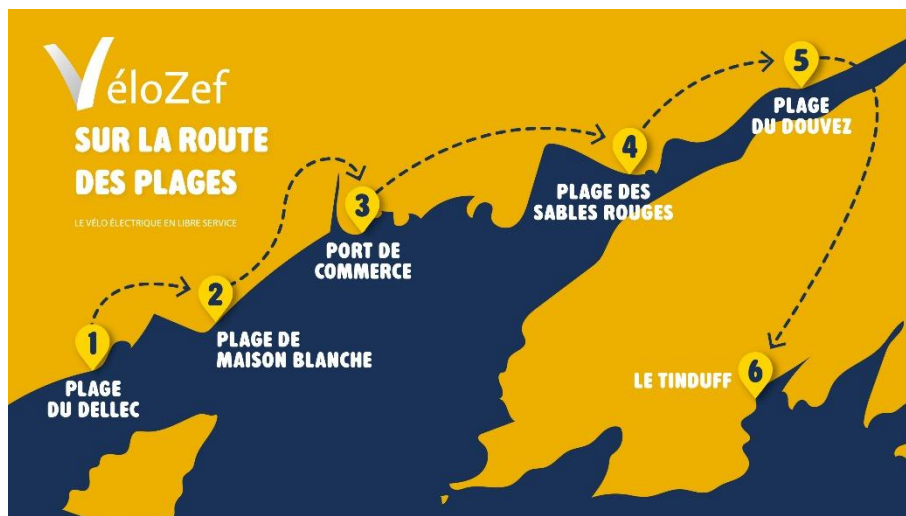 VéloZef
SUR LA ROUTE
DES PLAGES
LE VÉLO ÉLECTRIQUE EN LIBRE SERVICE
1
PLAGE
DU DELLEC
2
PLAGE DE
MAISON BLANCHE
3
PORT DE
COMMERCE
4
PLAGE DES
SABLES ROUGES
5
PLAGE
DU DOUVEZ
LE TINDUFF 6